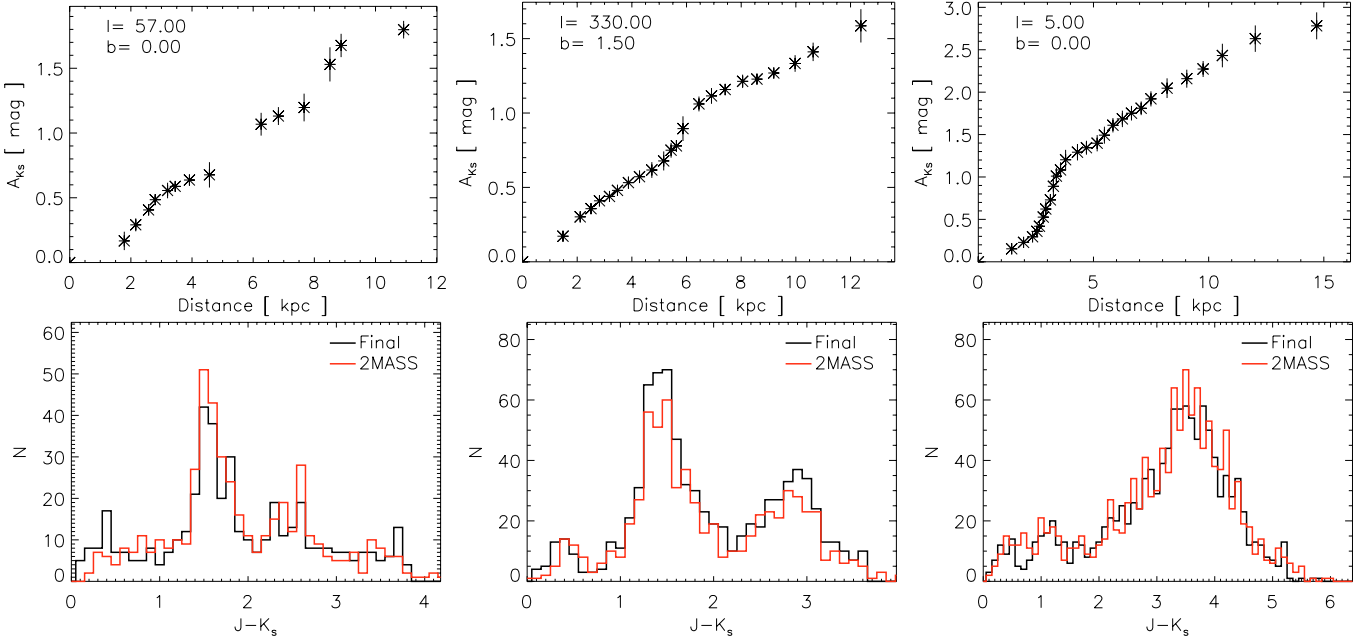 l= 57.00
b= 0.00
A_Ks [ mag ]
1.5
1.0
0.5
0.0
0 2 4 6 8 10 12
Distance [ kpc ]
l= 330.00
b= 1.50
A_Ks [ mag ]
1.5
1.0
0.5
0.0
0 2 4 6 8 10 12
Distance [ kpc ]
l= 5.00
b= 0.00
A_Ks [ mag ]
3.0
2.5
2.0
1.5
1.0
0.5
0.0
0 5 10 15
Distance [ kpc ]
Final
2MASS
N
60
50
40
30
20
10
0
0 1 2 3 4
J-Ks
Final
2MASS
N
80
60
40
20
0
0 1 2 3
J-Ks
Final
2MASS
N
80
60
40
20
0
0 1 2 3 4 5 6
J-Ks